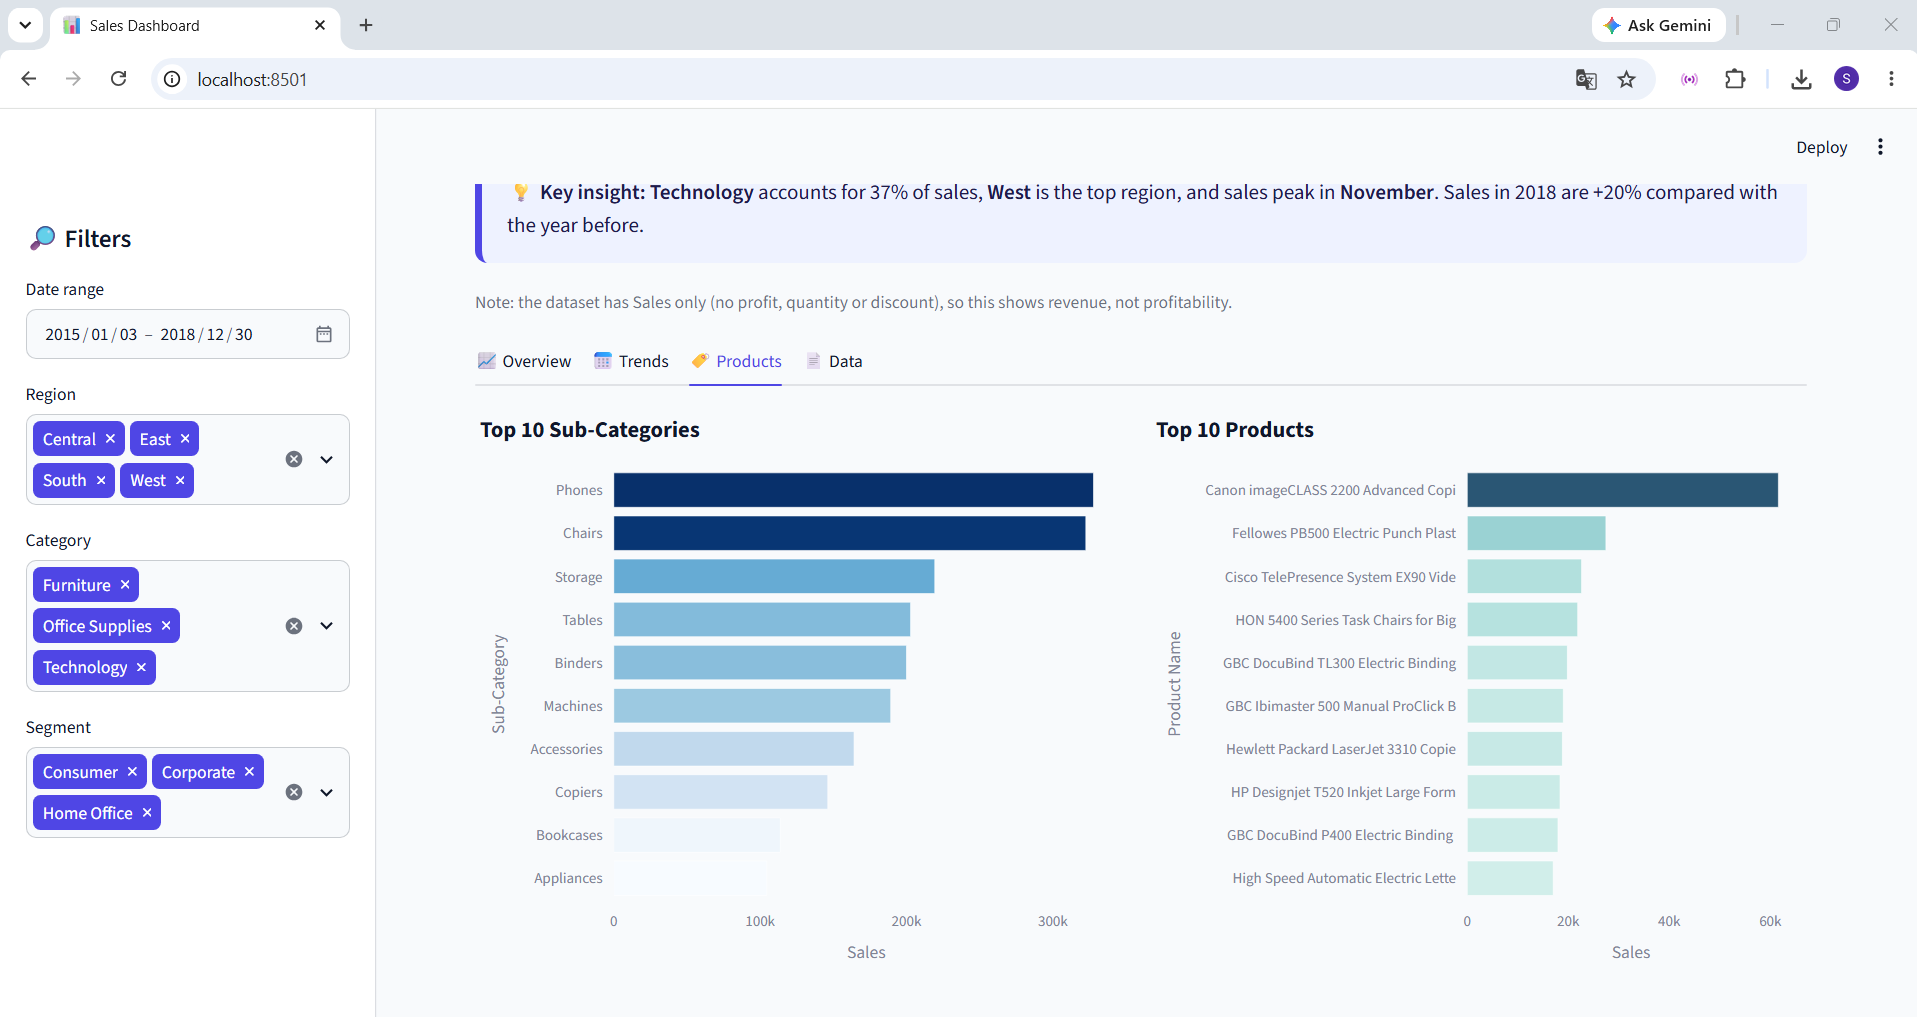 Sales Dashboard
Ask Gemini
localhost:8501
S
Deploy
Filters
Date range
2015/01/03 – 2018/12/30
Region
Central
East
South
West
Category
Furniture
Office Supplies
Technology
Segment
Consumer
Corporate
Home Office
Key insight: Technology accounts for 37% of sales, West is the top region, and sales peak in November. Sales in 2018 are +20% compared with
the year before.
Note: the dataset has Sales only (no profit, quantity or discount), so this shows revenue, not profitability.
Overview
Trends
Products
Data
Top 10 Sub-Categories
Sub-Category
Phones
Chairs
Storage
Tables
Binders
Machines
Accessories
Copiers
Bookcases
Appliances
0 100k 200k 300k
Sales
Top 10 Products
Product Name
Canon imageCLASS 2200 Advanced Copi
Fellowes PB500 Electric Punch Plast
Cisco TelePresence System EX90 Vide
HON 5400 Series Task Chairs for Big
GBC DocuBind TL300 Electric Binding
GBC Ibimaster 500 Manual ProClick B
Hewlett Packard LaserJet 3310 Copie
HP Designjet T520 Inkjet Large Form
GBC DocuBind P400 Electric Binding
High Speed Automatic Electric Lette
0 20k 40k 60k
Sales